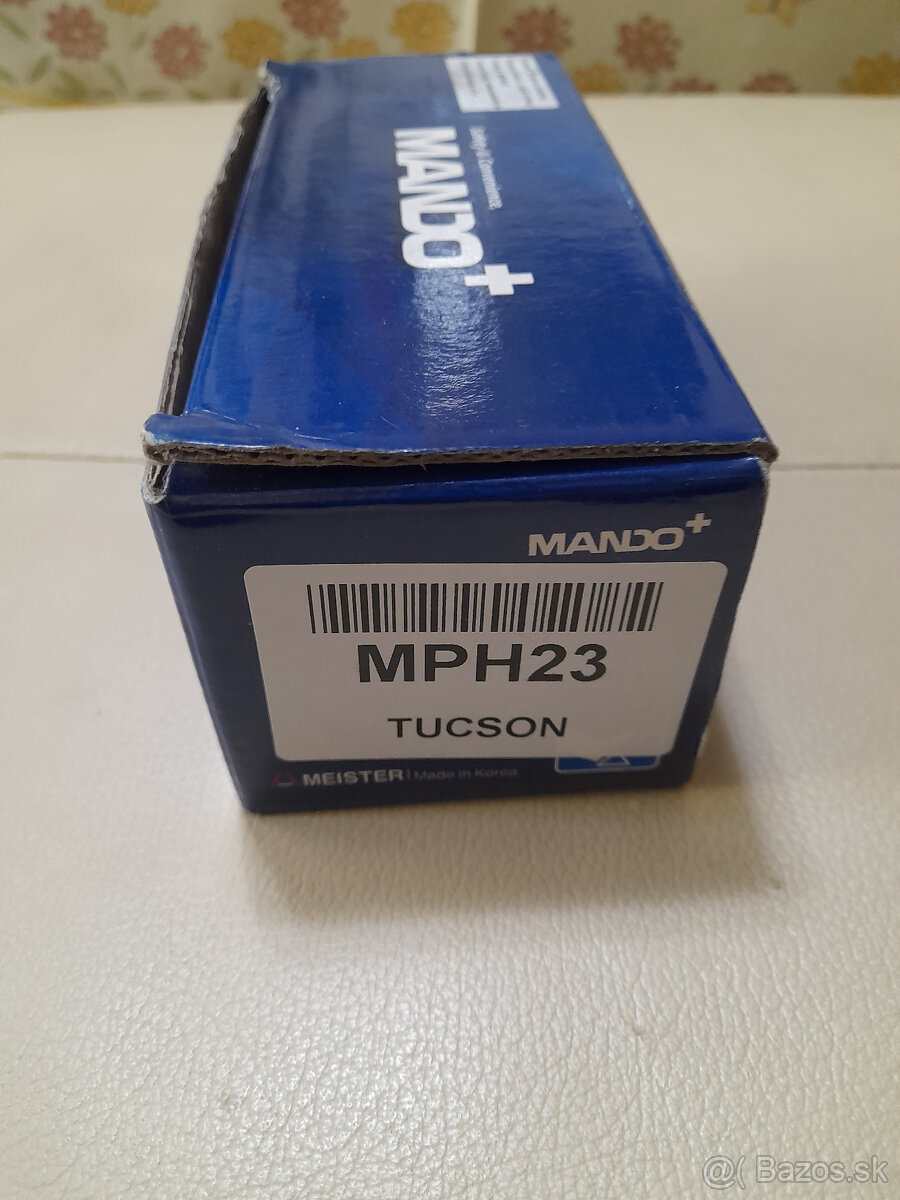 MANDO+
MANDO+
MPH23
TUCSON
MEISTER | Made in Korea
@( Bazos.sk